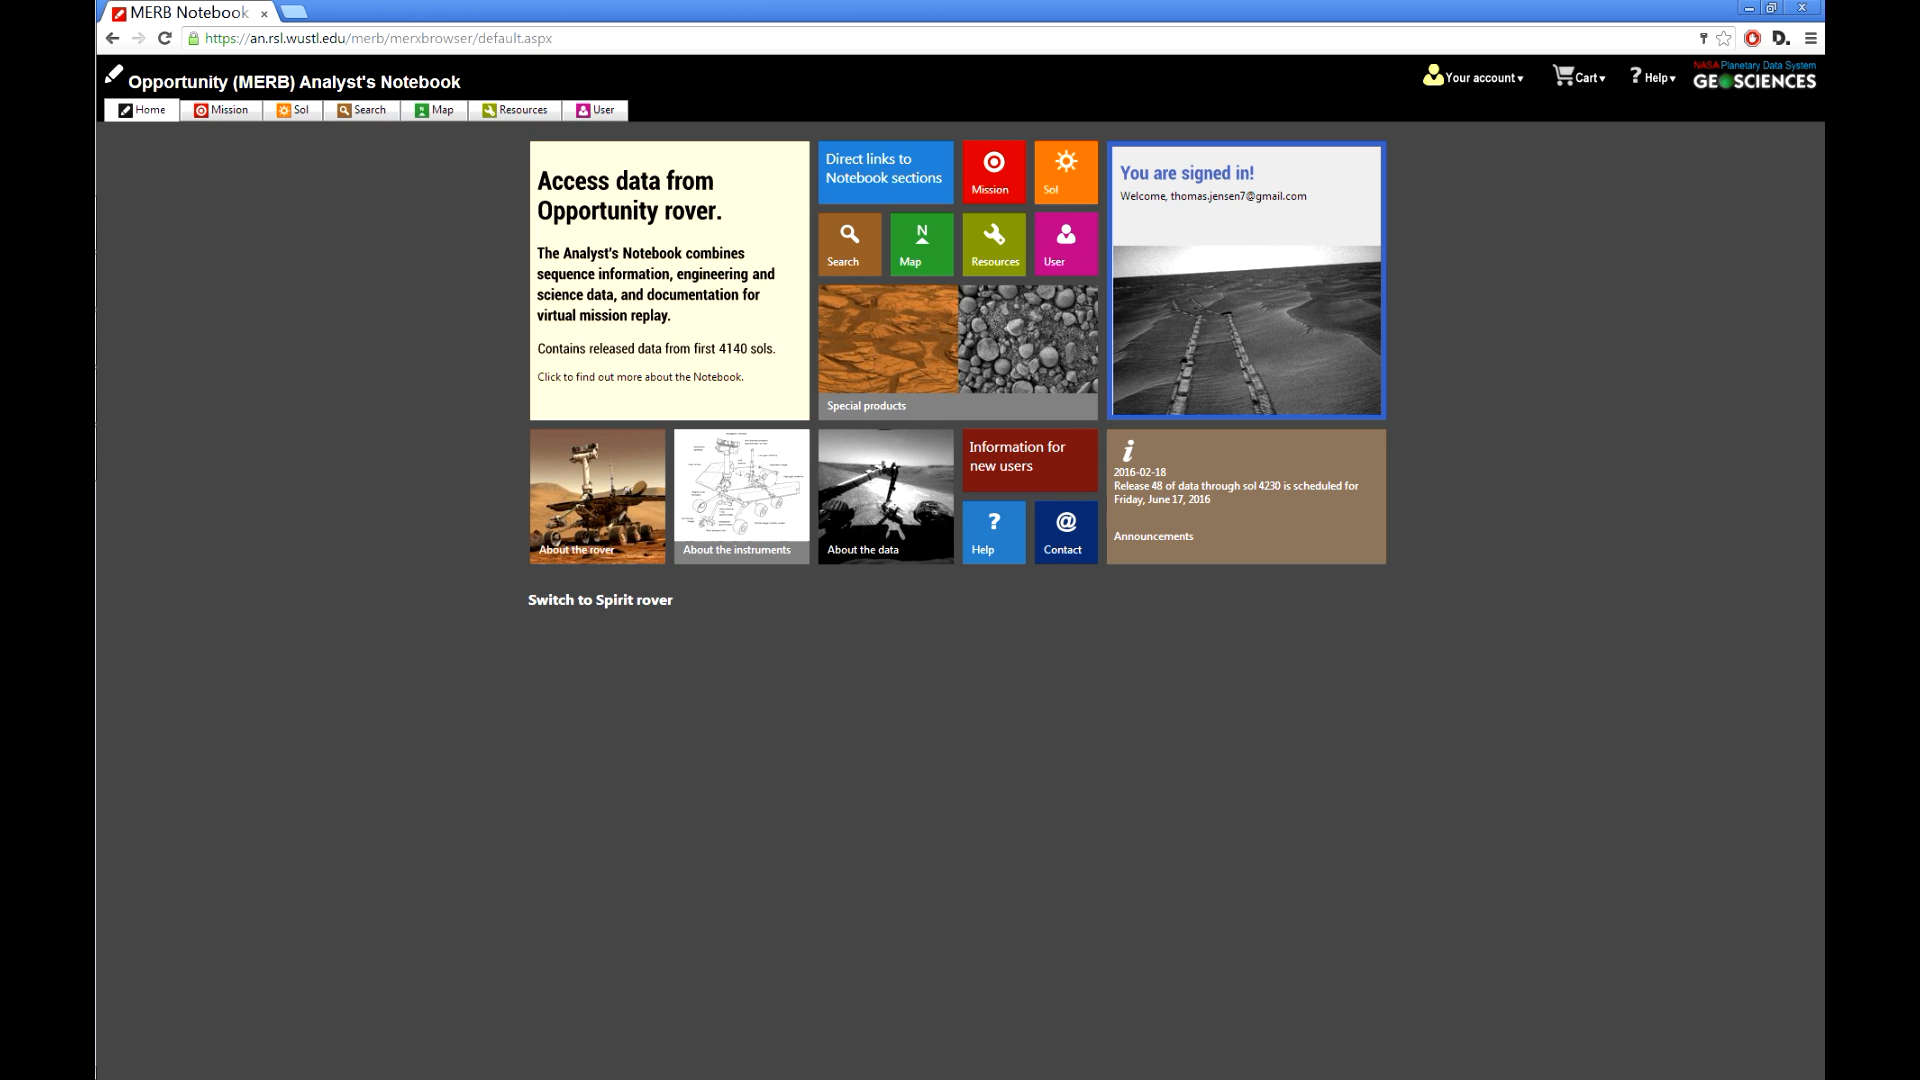 MERB Notebook
https://an.rsl.wustl.edu/merb/merxbrowser/default.aspx
D.
Opportunity (MERB) Analyst's Notebook
Your account
Cart
Help
NASA Planetary Data System
GEOSCIENCES
Home
Mission
Sol
Search
Map
Resources
User
Access data from
Opportunity rover.
The Analyst's Notebook combines
sequence information, engineering and
science data, and documentation for
virtual mission replay.
Contains released data from first 4140 sols.
Click to find out more about the Notebook.
Direct links to
Notebook sections
Mission
Sol
Search
N
Map
Resources
User
Special products
You are signed in!
Welcome, thomas.jensen7@gmail.com
About the rover
About the instruments
About the data
Information for
new users
?
Help
@
Contact
i
2016-02-18
Release 48 of data through sol 4230 is scheduled for
Friday, June 17, 2016
Announcements
Switch to Spirit rover